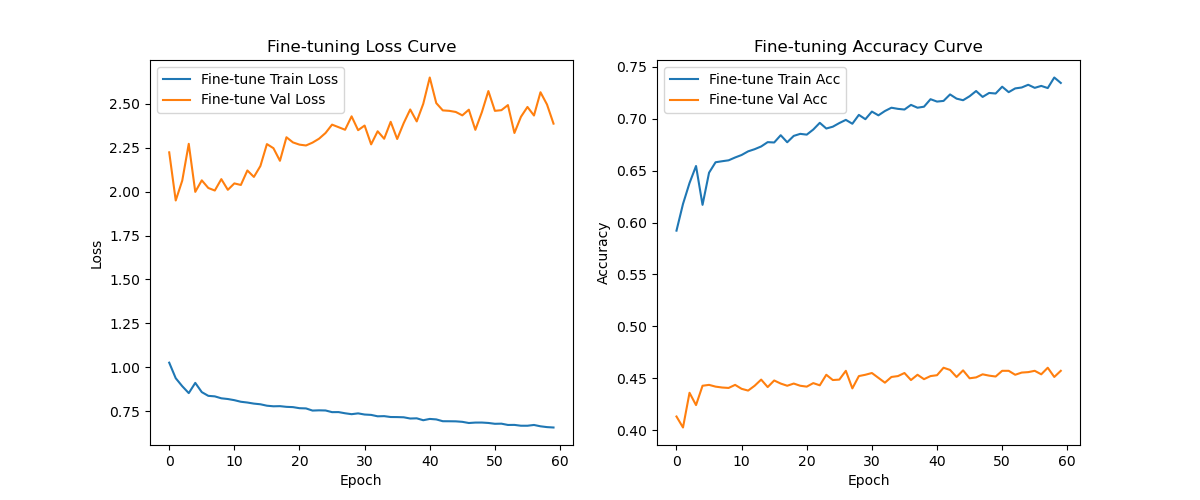 Fine-tuning Loss Curve
Fine-tune Train Loss
Fine-tune Val Loss
2.50
2.25
2.00
1.75
1.50
1.25
1.00
0.75
Loss
0 10 20 30 40 50 60
Epoch
Fine-tuning Accuracy Curve
Fine-tune Train Acc
Fine-tune Val Acc
0.75
0.70
0.65
0.60
0.55
0.50
0.45
0.40
Accuracy
0 10 20 30 40 50 60
Epoch